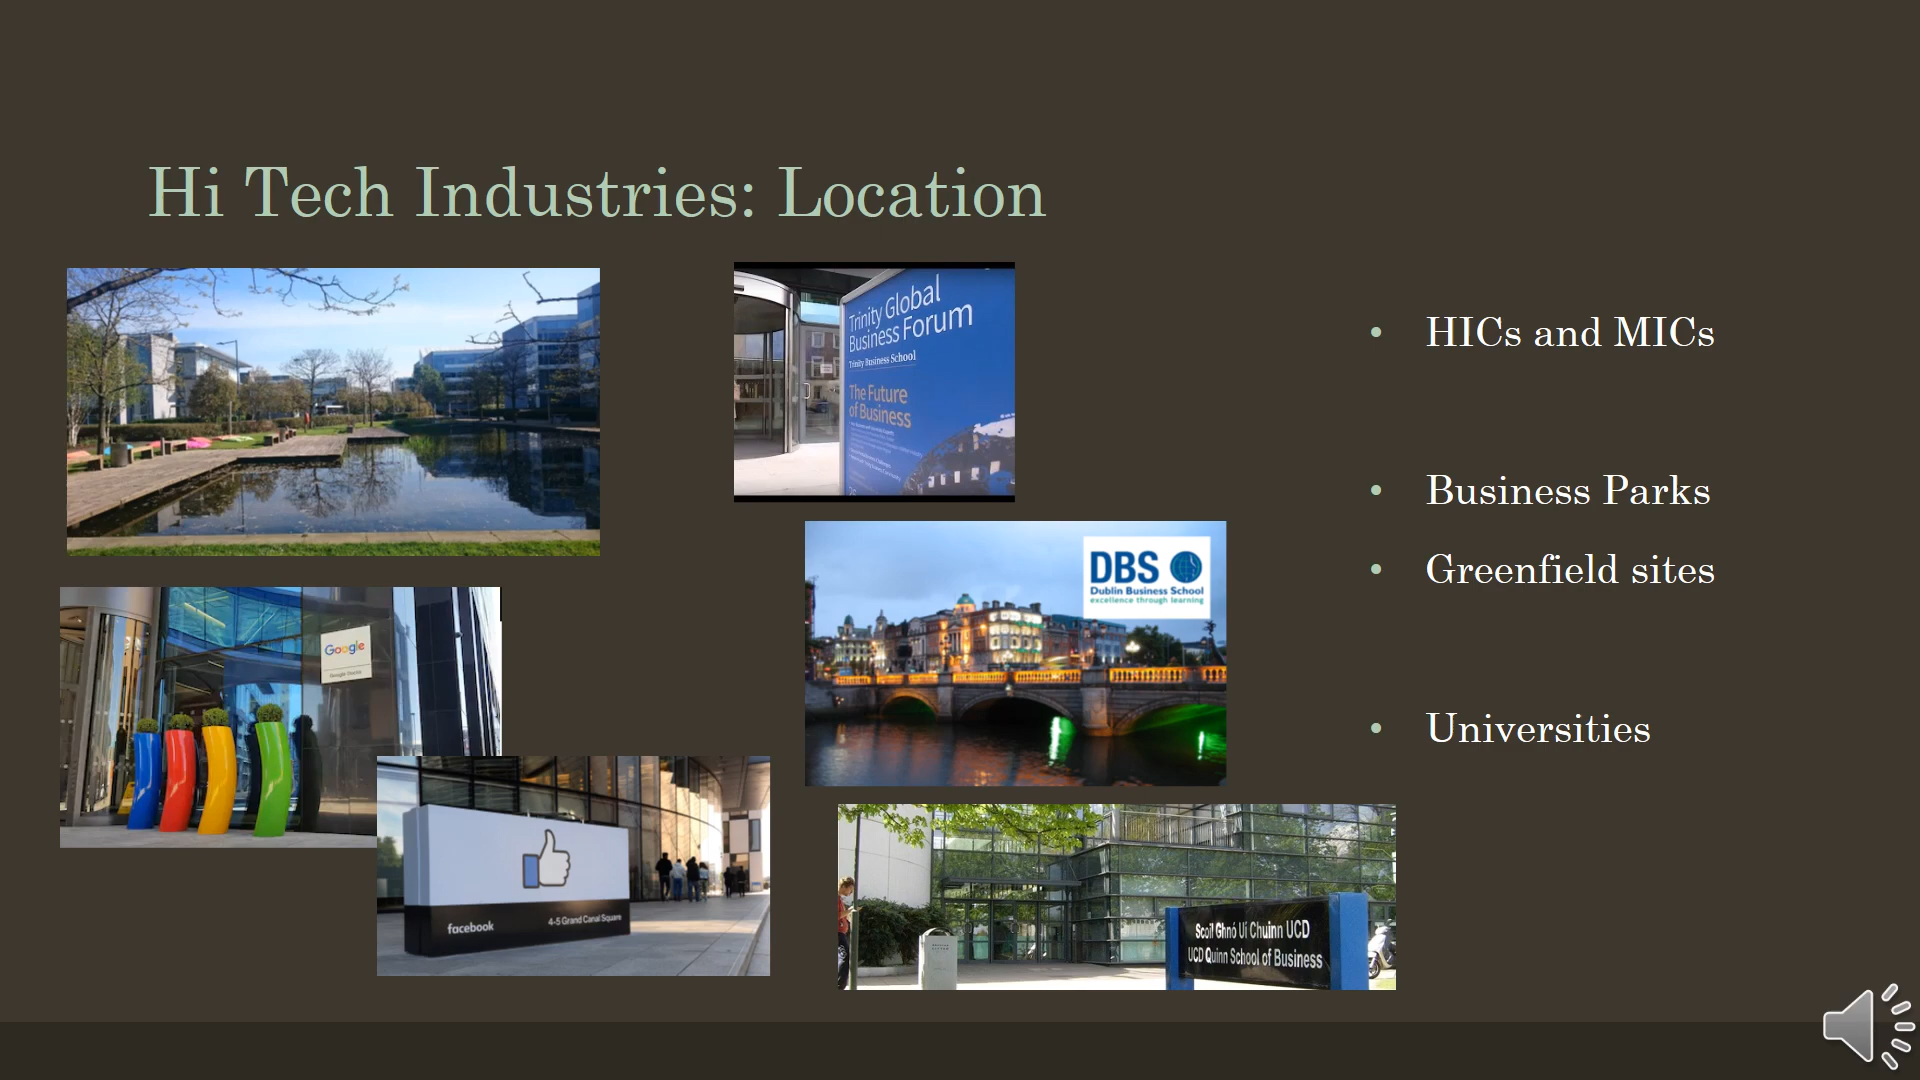 Hi Tech Industries: Location
Trinity Global
Business Forum
Trinity Business School
The Future
of Business
HICs and MICs
Business Parks
Greenfield sites
Universities
DBS
Dublin Business School
excellence through learning
Google
facebook
4-5 Grand Canal Square
Scoil Ghnó Uí Chuinn UCD
UCD Quinn School of Business